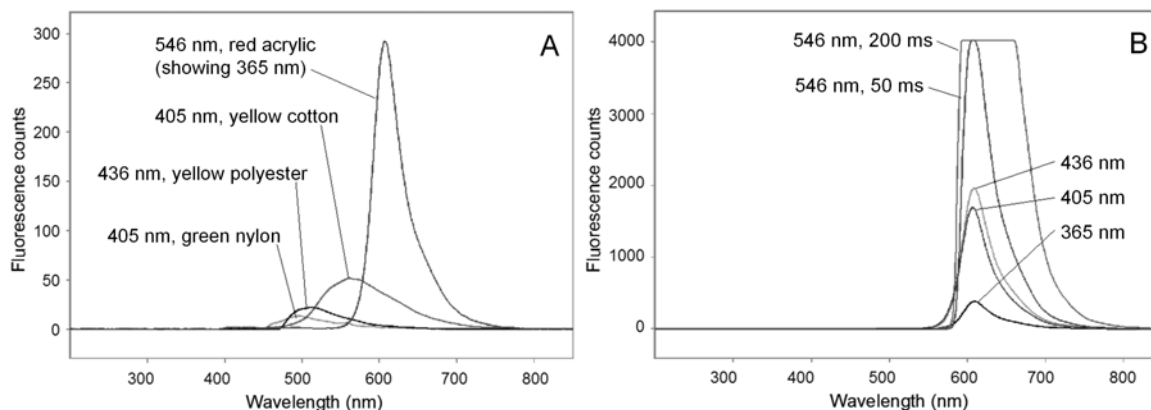 A
546 nm, red acrylic
(showing 365 nm)
405 nm, yellow cotton
436 nm, yellow polyester
405 nm, green nylon
Fluorescence counts
300
250
200
150
100
50
0
300 400 500 600 700 800
Wavelength (nm)
B
546 nm, 200 ms
546 nm, 50 ms
436 nm
405 nm
365 nm
Fluorescence counts
4000
3000
2000
1000
0
300 400 500 600 700 800
Wavelength (nm)